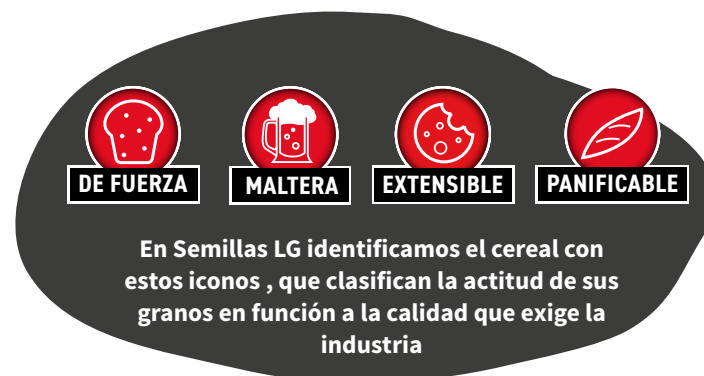 DE FUERZA
MALTERA
EXTENSIBLE
PANIFICABLE
En Semillas LG identificamos el cereal con
estos iconos , que clasifican la actitud de sus
granos en función a la calidad que exige la
industria